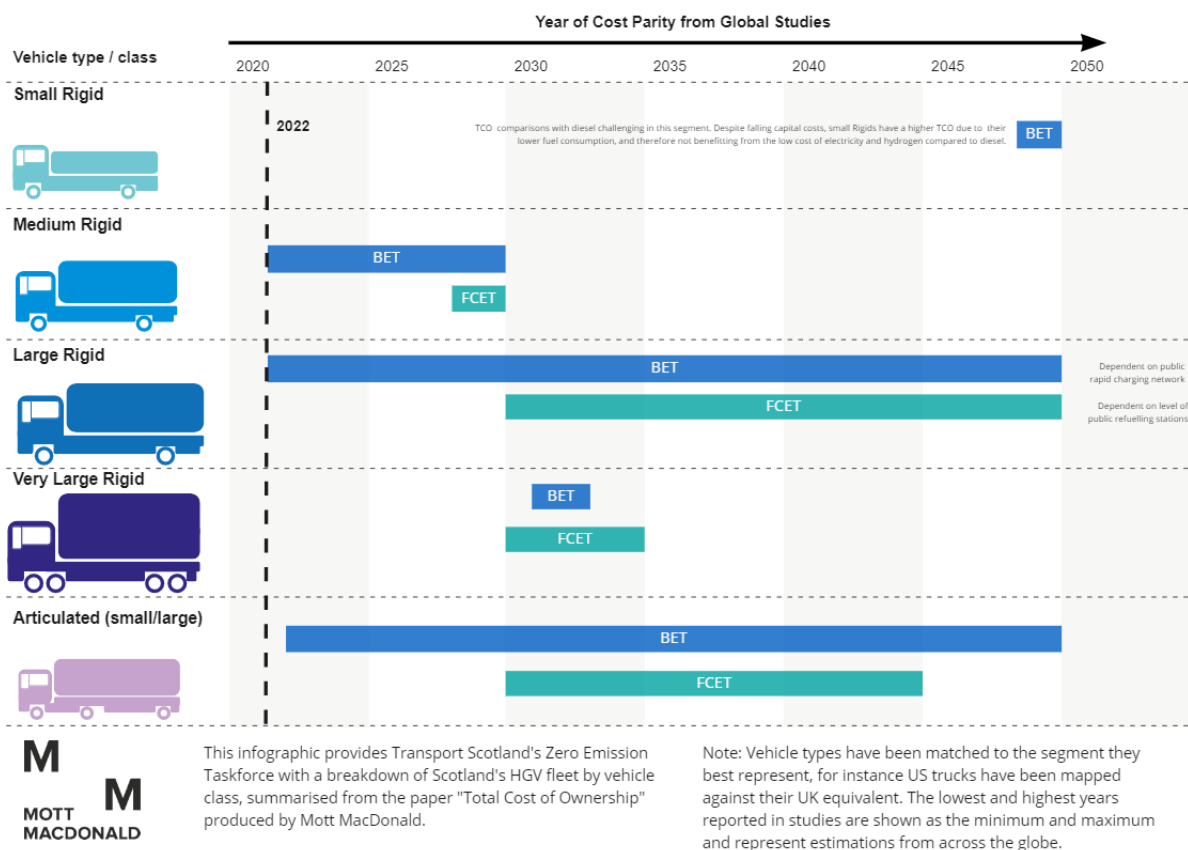 Year of Cost Parity from Global Studies
Vehicle type / class
2020 2025 2030 2035 2040 2045 2050
Small Rigid
2022
TCO comparisons with diesel challenging in this segment. Despite falling capital costs, small Rigids have a higher TCO due to their
lower fuel consumption, and therefore not benefitting from the low cost of electricity and hydrogen compared to diesel.
BET
Medium Rigid
BET
FCET
Large Rigid
BET
Dependent on public
rapid charging network
FCET
Dependent on level of
public refuelling stations
Very Large Rigid
BET
FCET
Articulated (small/large)
BET
FCET
M
M
MOTT
MACDONALD
This infographic provides Transport Scotland's Zero Emission
Taskforce with a breakdown of Scotland's HGV fleet by vehicle
class, summarised from the paper "Total Cost of Ownership"
produced by Mott MacDonald.
Note: Vehicle types have been matched to the segment they
best represent, for instance US trucks have been mapped
against their UK equivalent. The lowest and highest years
reported in studies are shown as the minimum and maximum
and represent estimations from across the globe.